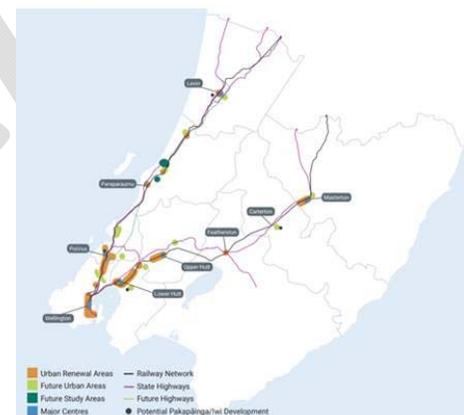 Levin
Paraparaumu
Masterton
Carterton
Featherston
Porirua
Upper Hutt
Lower Hutt
Wellington
Urban Renewal Areas
Future Urban Areas
Future Study Areas
Major Centres
Railway Network
State Highways
Future Highways
Potential Pakapāinga/Iwi Development